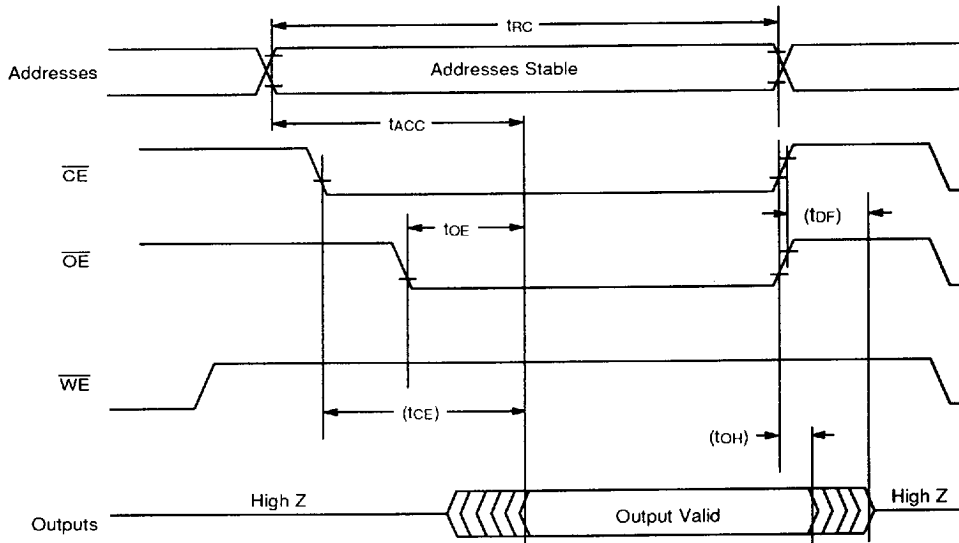 tRC
Addresses
Addresses Stable
tACC
CE
(tDF)
tOE
OE
WE
(tCE)
(tOH)
High Z
High Z
Outputs
Output Valid